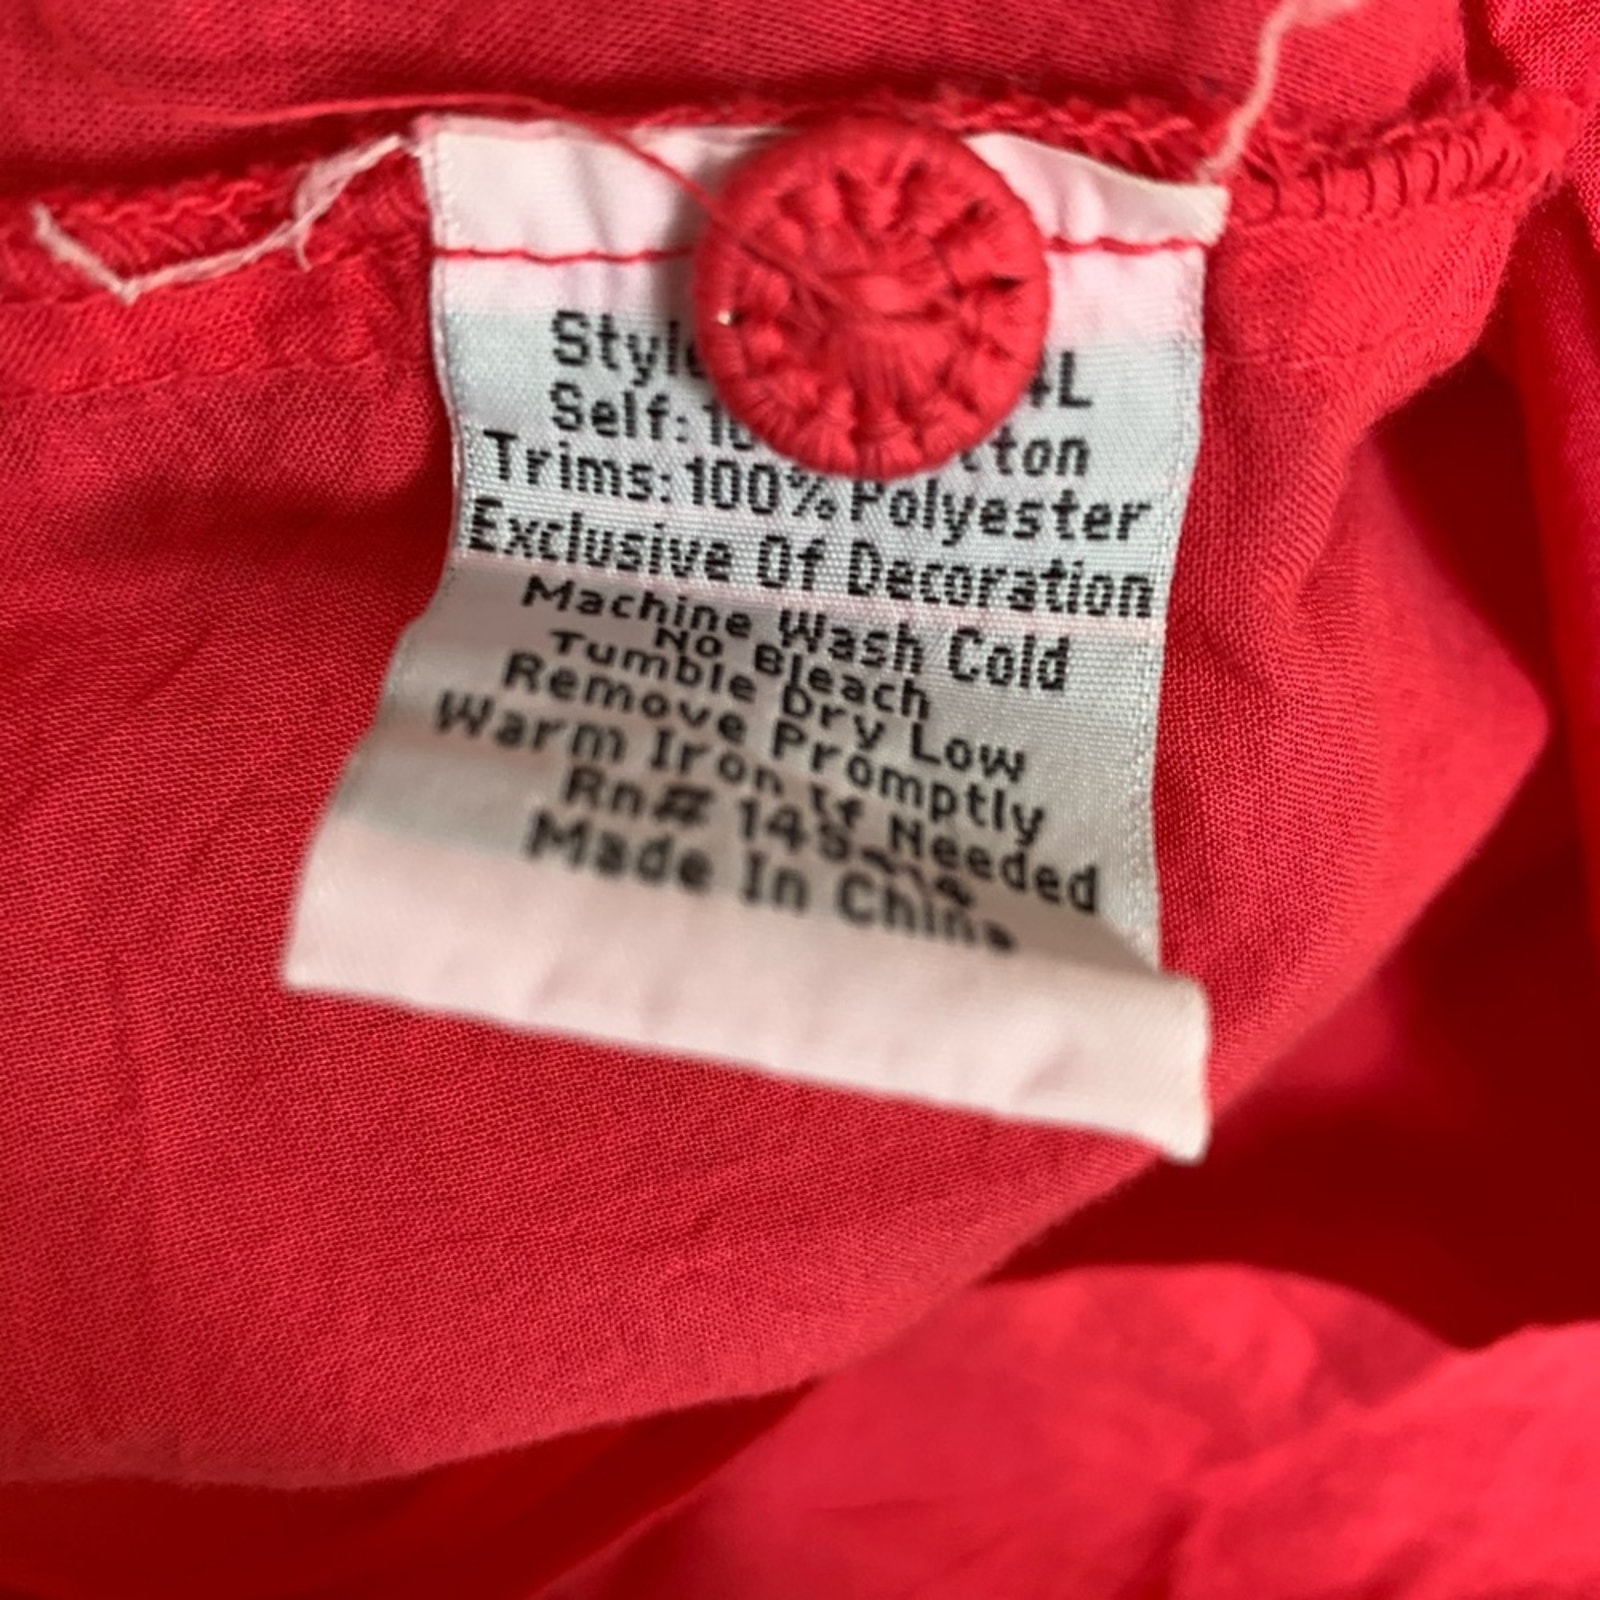 Self:
Trims:100% Polyester
Exclusive Of Decoration
Machine Wash Cold
No Bleach
Tumble Dry Low
Remove Promptly
Warm Iron If Needed
Rn#
Made In China